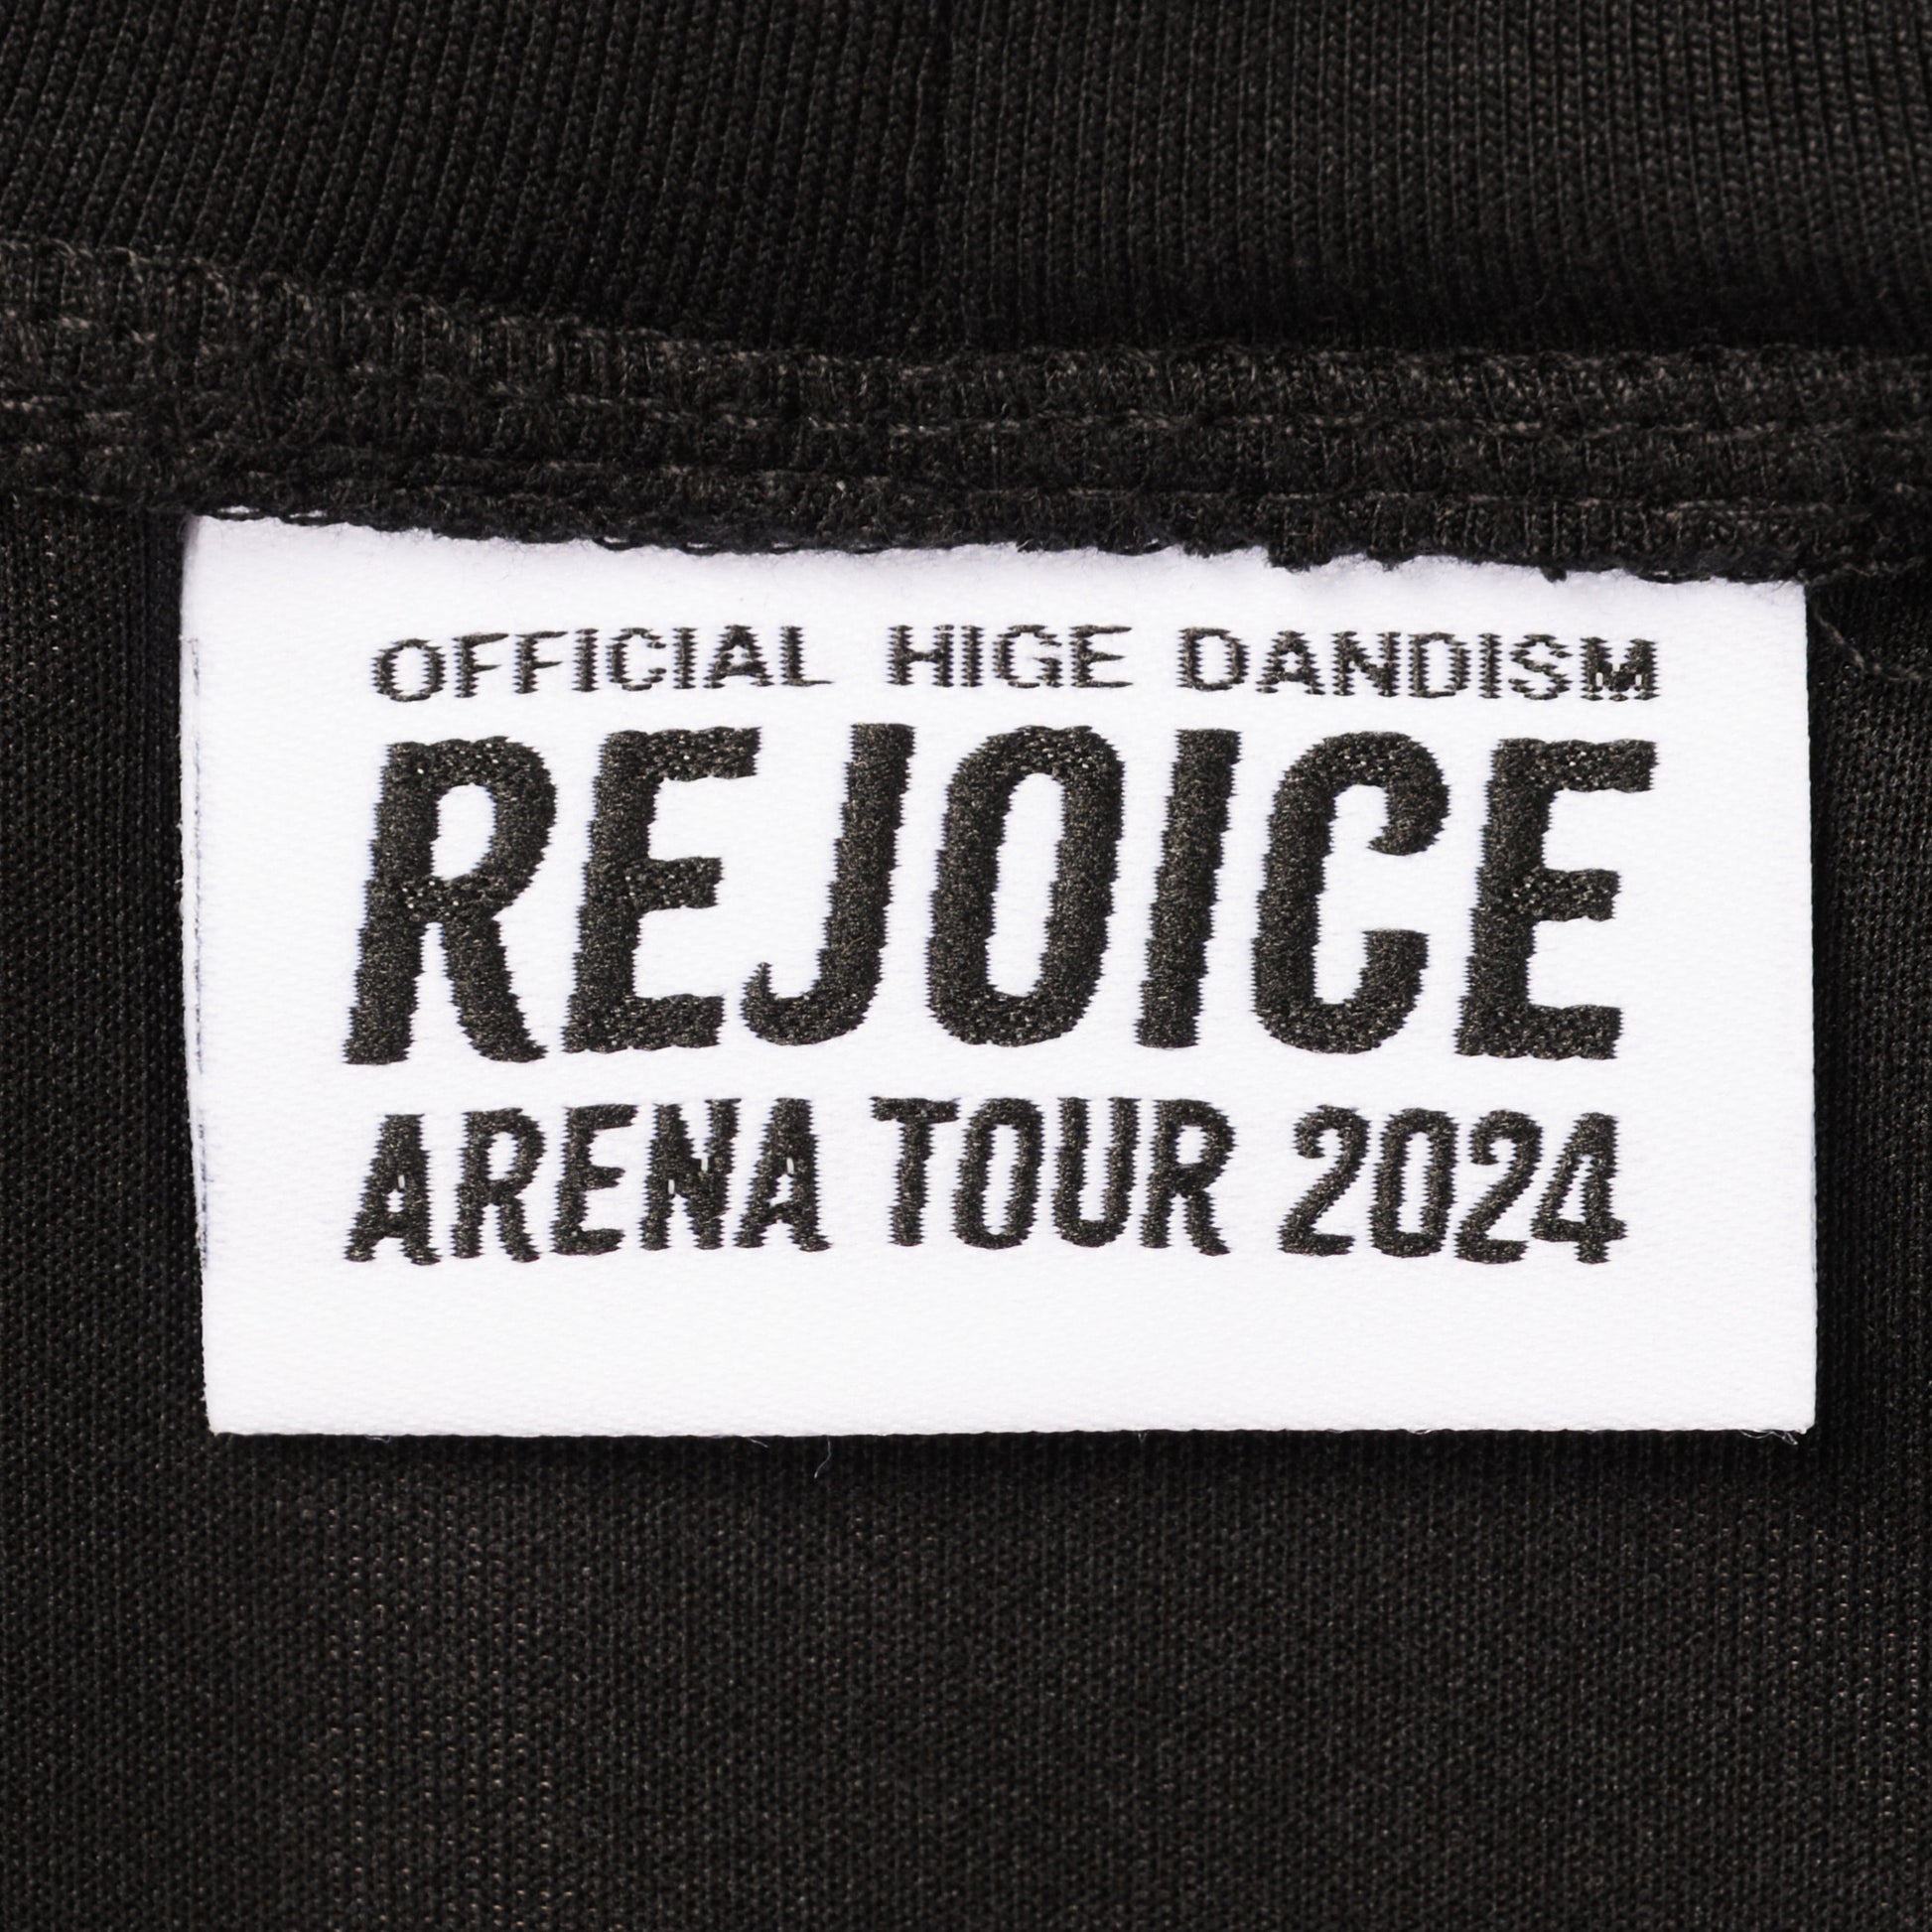 OFFICIAL HIGE DANDISM
REJOICE
ARENA TOUR 2024